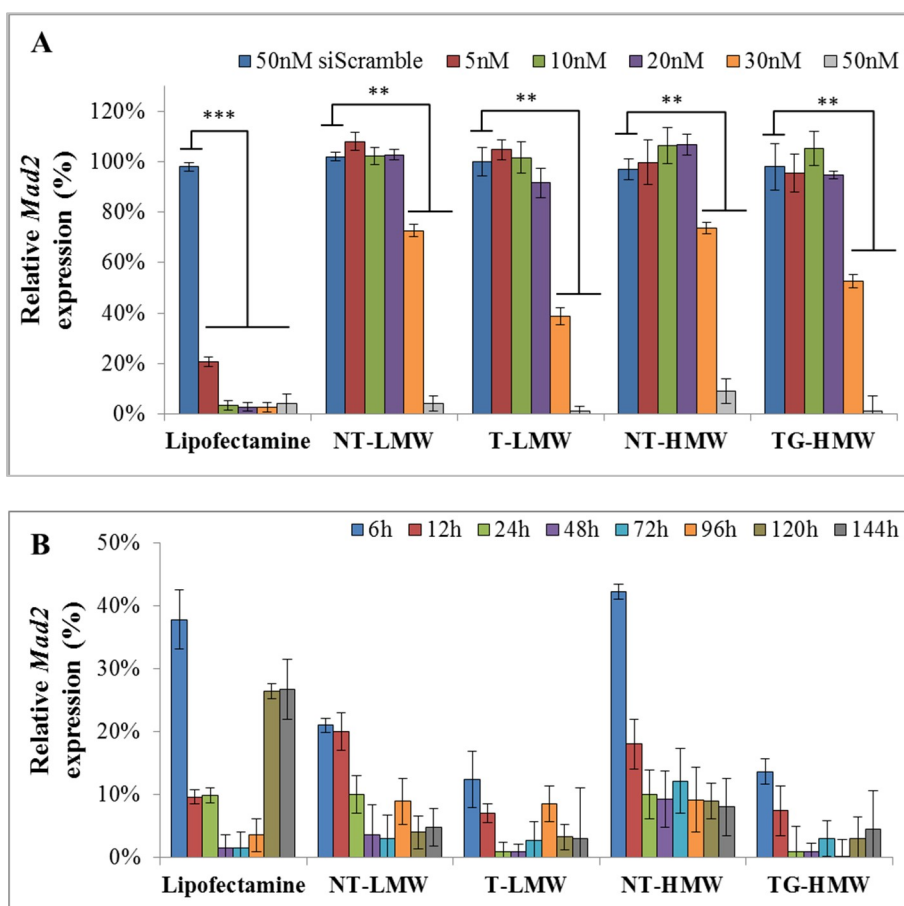 A
50nM siScramble 5nM 10nM 20nM 30nM 50nM
Relative Mad2
expression (%)
120%
100%
80%
60%
40%
20%
0%
*** ** ** ** **
Lipofectamine NT-LMW T-LMW NT-HMW TG-HMW
B
6h 12h 24h 48h 72h 96h 120h 144h
Relative Mad2
expression (%)
50%
40%
30%
20%
10%
0%
Lipofectamine NT-LMW T-LMW NT-HMW TG-HMW